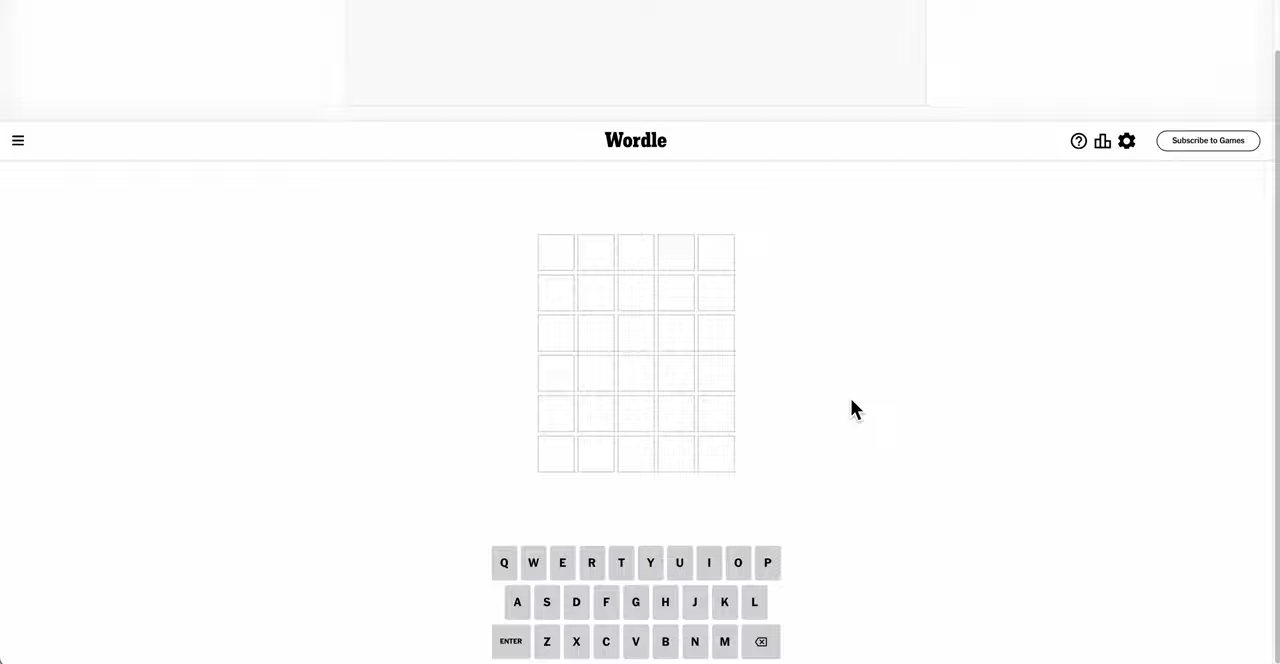 Wordle
Subscribe to Games
Q W E R T Y U I O P
A S D F G H J K L
ENTER Z X C V B N M